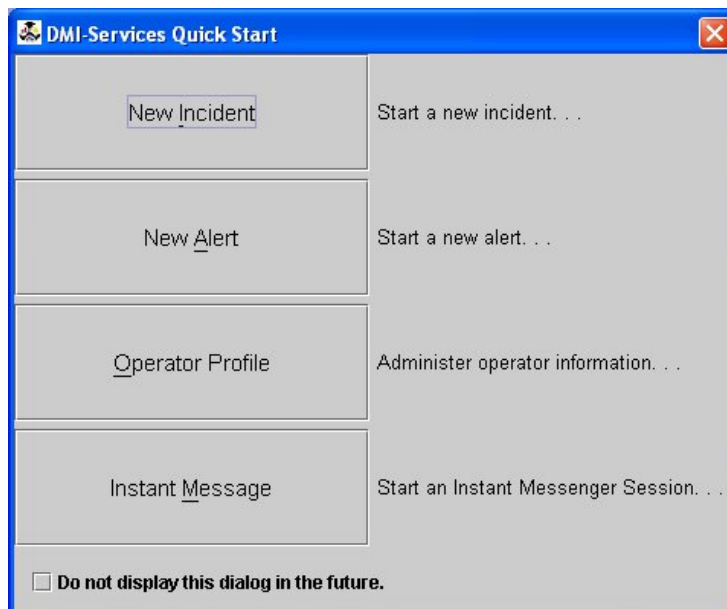 DMI-Services Quick Start
New Incident
Start a new incident. . .
New Alert
Start a new alert. . .
Operator Profile
Administer operator information. . .
Instant Message
Start an Instant Messenger Session. . .
Do not display this dialog in the future.